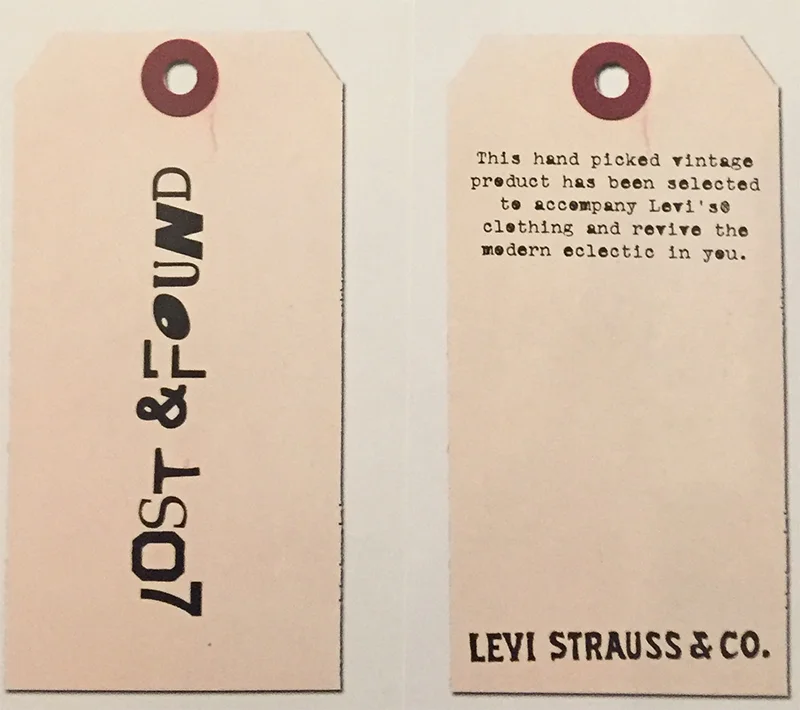 LOST & FOUND
This hand picked vintage
product has been selected
to accompany Levi's®
clothing and revive the
modern eclectic in you.
LEVI STRAUSS & CO.